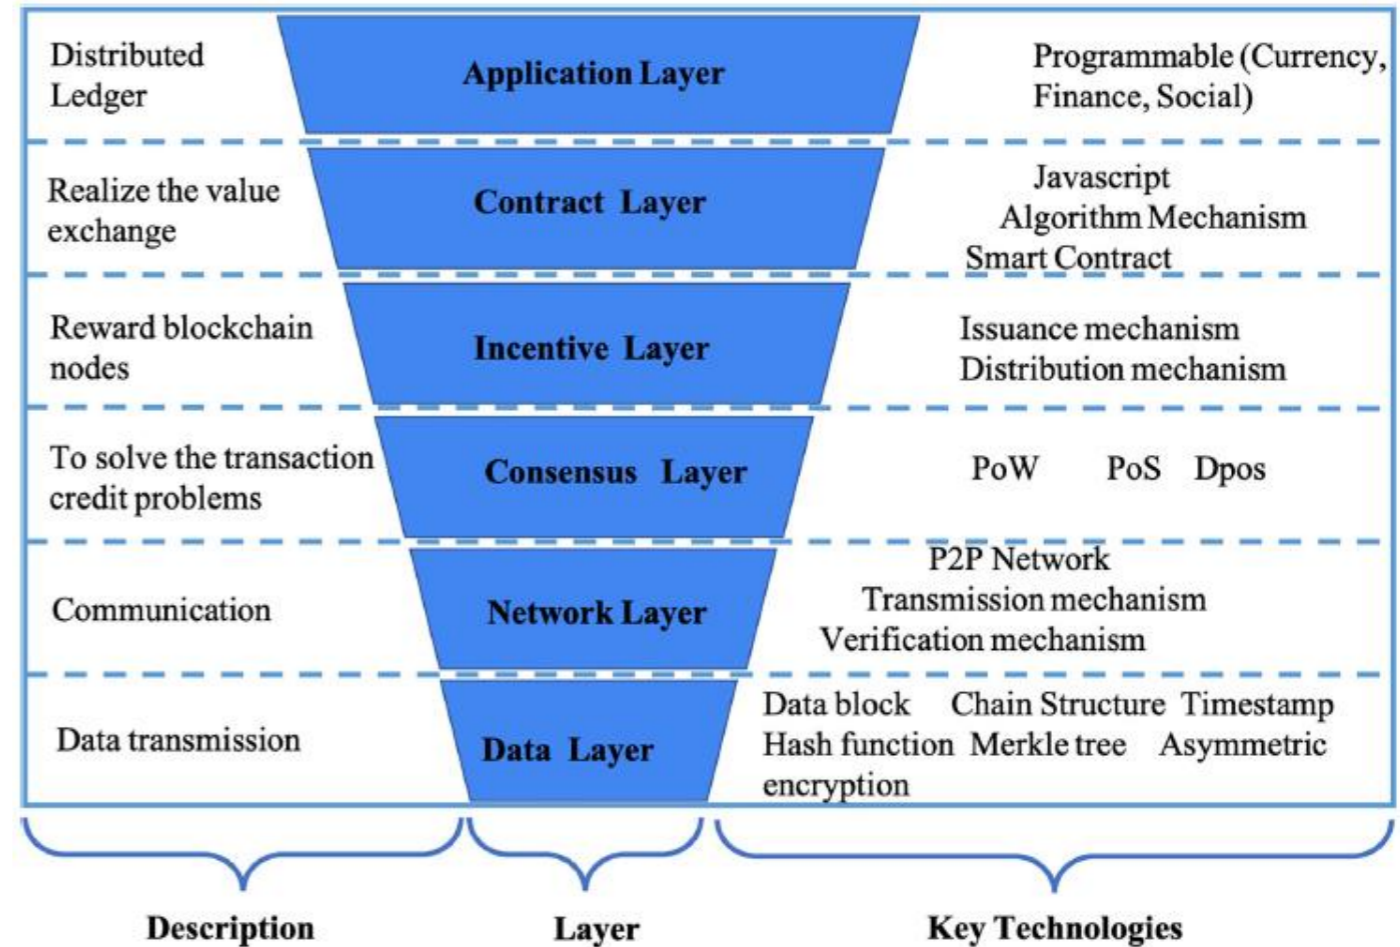 Distributed
Ledger
Application Layer
Programmable (Currency,
Finance, Social)
Realize the value
exchange
Contract Layer
Javascript
Algorithm Mechanism
Smart Contract
Reward blockchain
nodes
Incentive Layer
Issuance mechanism
Distribution mechanism
To solve the transaction
credit problems
Consensus Layer
PoW PoS Dpos
Communication
Network Layer
P2P Network
Transmission mechanism
Verification mechanism
Data transmission
Data Layer
Data block Chain Structure Timestamp
Hash function Merkle tree Asymmetric
encryption
Description
Layer
Key Technologies